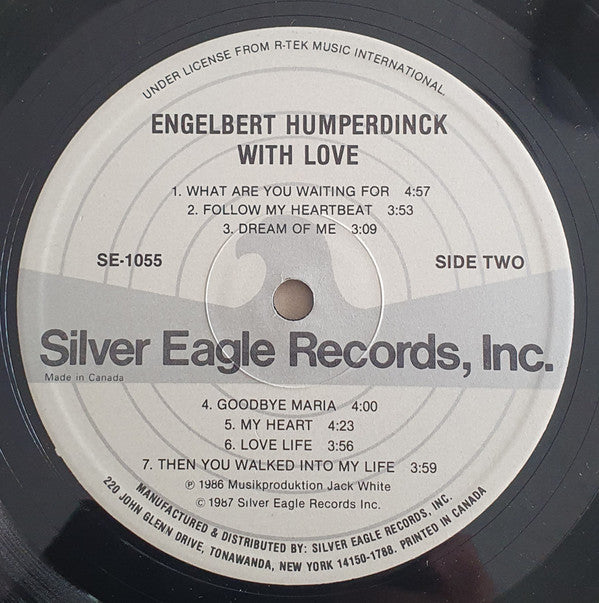 UNDER LICENSE FROM R-TEK MUSIC INTERNATIONAL.
ENGELBERT HUMPERDINCK
WITH LOVE
1. WHAT ARE YOU WAITING FOR 4:57
2. FOLLOW MY HEARTBEAT 3:53
3. DREAM OF ME 3:09
SE-1055
SIDE TWO
Silver Eagle Records, Inc.
Made in Canada
4. GOODBYE MARIA 4:00
5. MY HEART 4:23
6. LOVE LIFE 3:56
7. THEN YOU WALKED INTO MY LIFE 3:59
℗ 1986 Musikproduktion Jack White
© 1987 Silver Eagle Records Inc.
MANUFACTURED & DISTRIBUTED BY: SILVER EAGLE RECORDS, INC.
220 JOHN GLENN DRIVE, TONAWANDA, NEW YORK 14150-1788. PRINTED IN CANADA